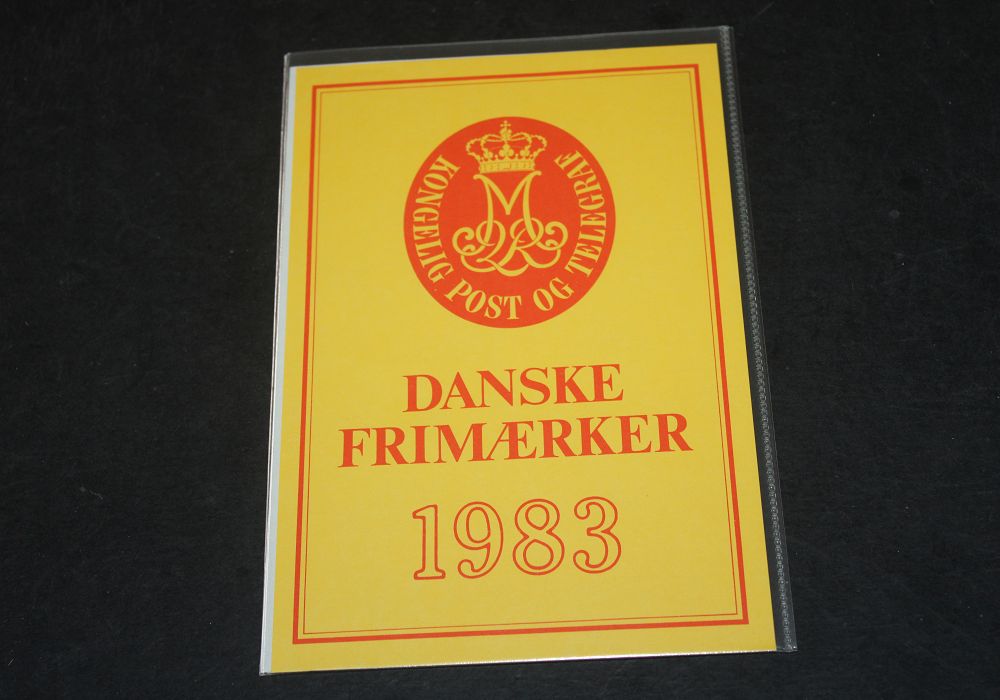 KONGELIG POST OG TELEGRAF
DANSKE
FRIMÆRKER
1983